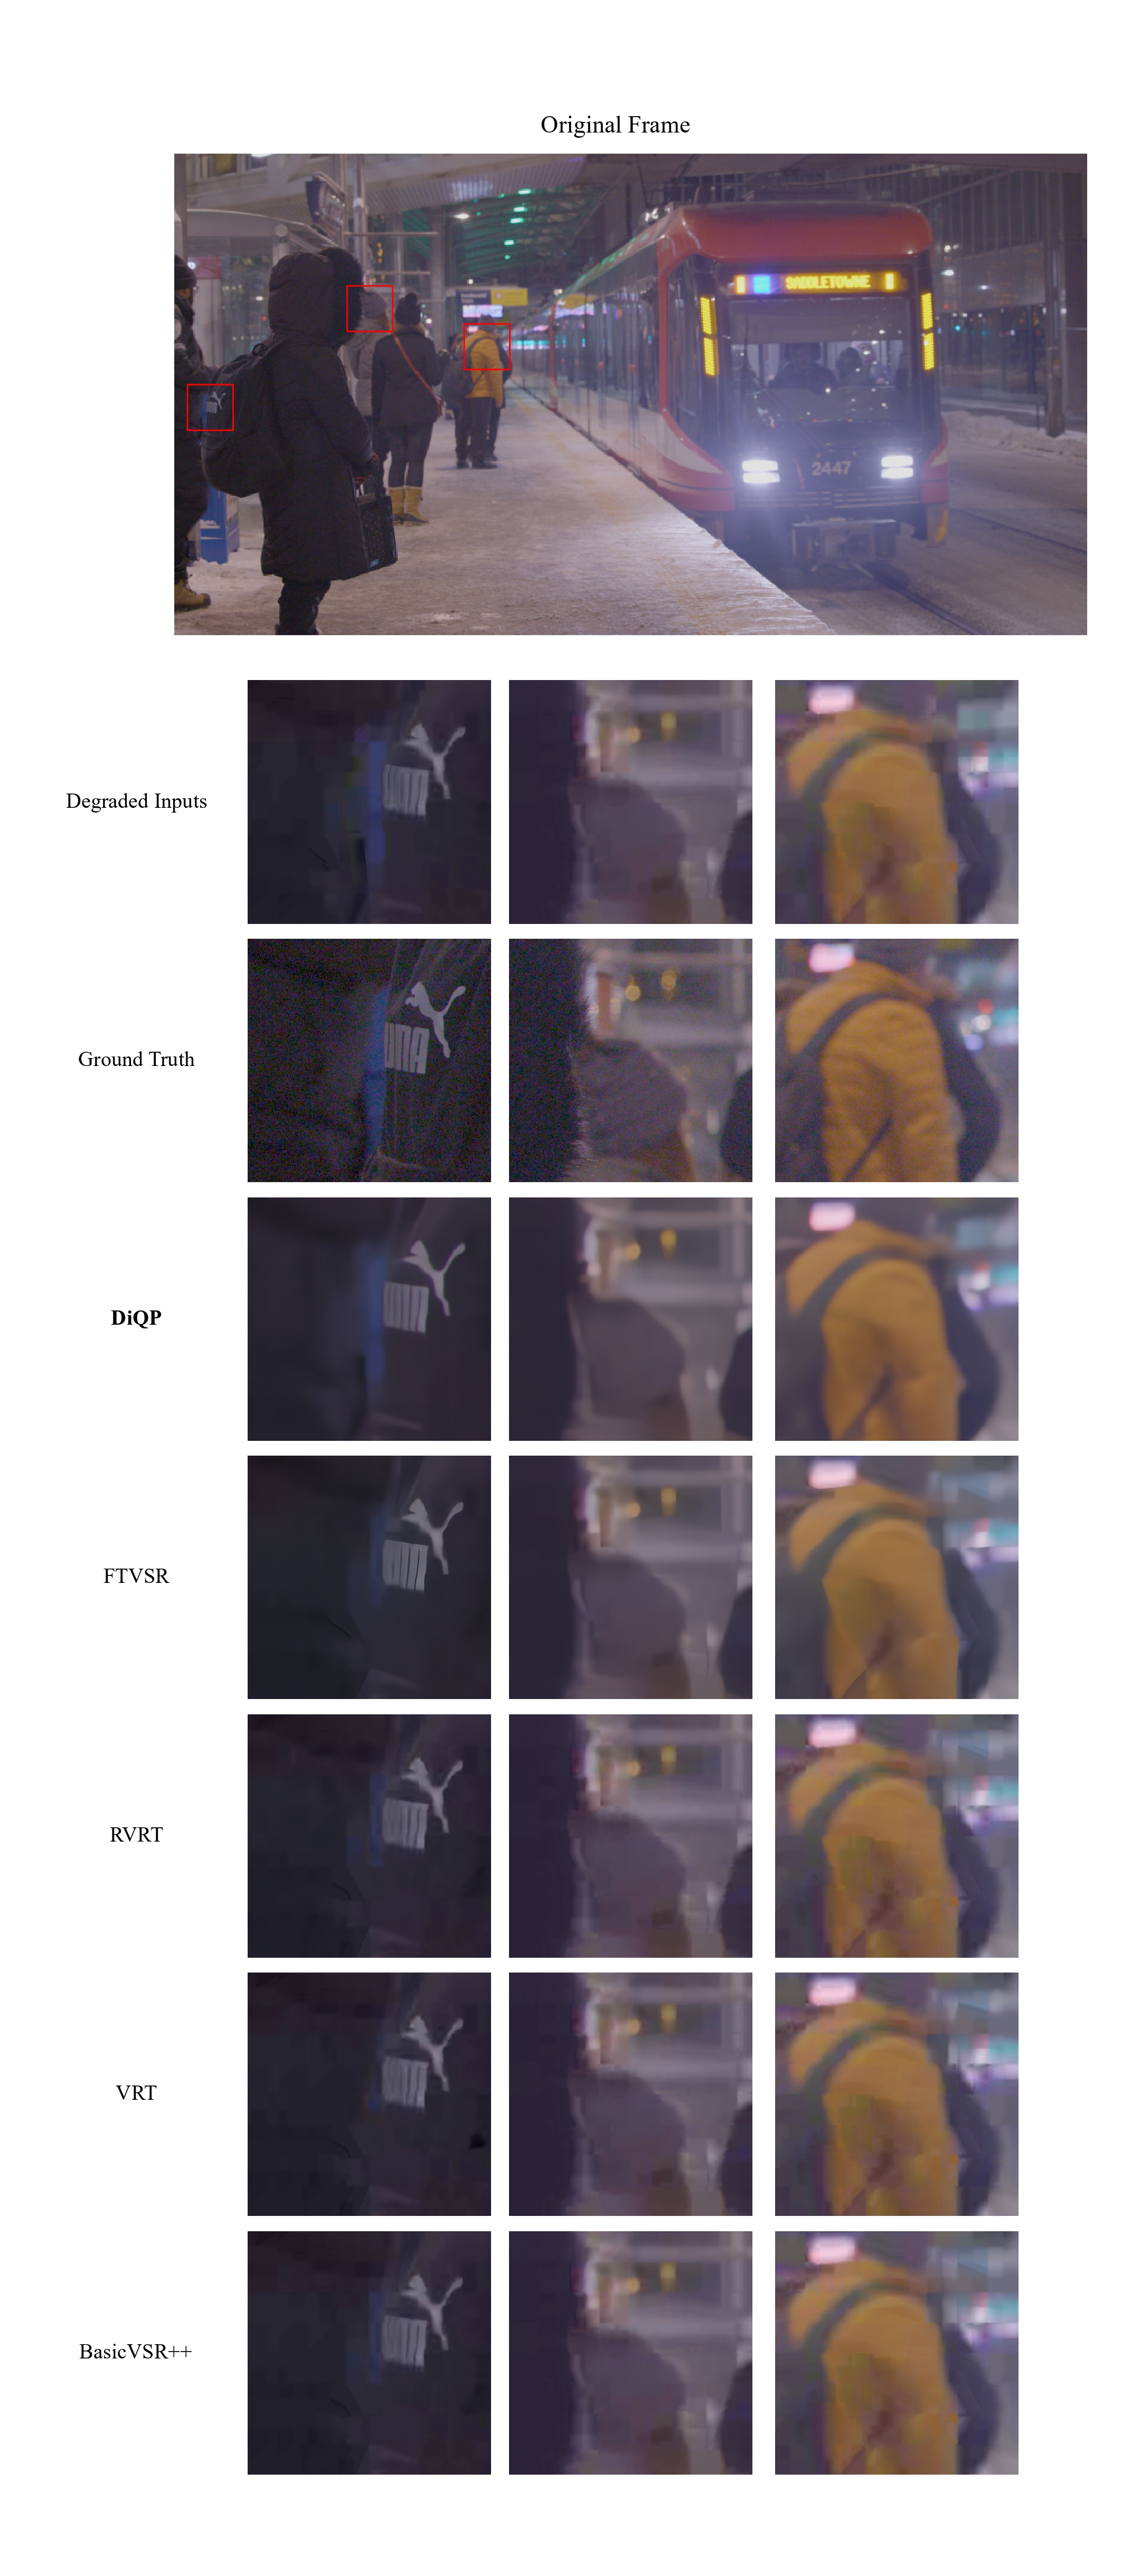 Original Frame
SADDLETOWNE
2447
Degraded Inputs
Ground Truth
DiQP
FTVSR
RVRT
VRT
BasicVSR++